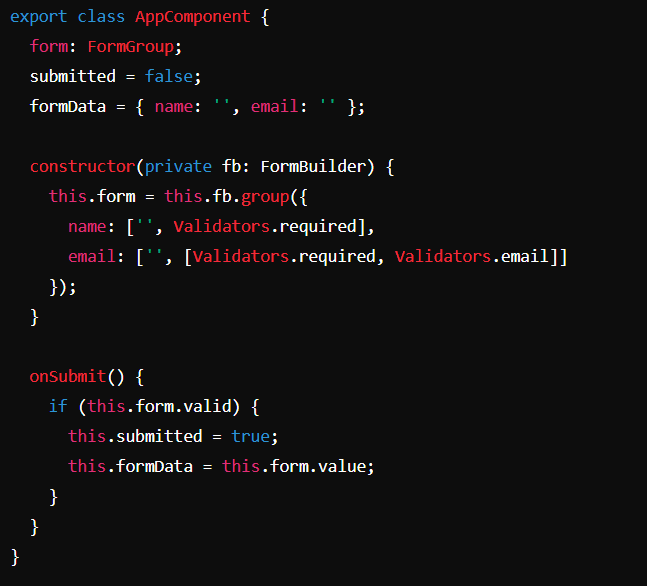 export class AppComponent {
  form: FormGroup;
  submitted = false;
  formData = { name: '', email: '' };

  constructor(private fb: FormBuilder) {
    this.form = this.fb.group({
      name: ['', Validators.required],
      email: ['', [Validators.required, Validators.email]]
    });
  }

  onSubmit() {
    if (this.form.valid) {
      this.submitted = true;
      this.formData = this.form.value;
    }
  }
}